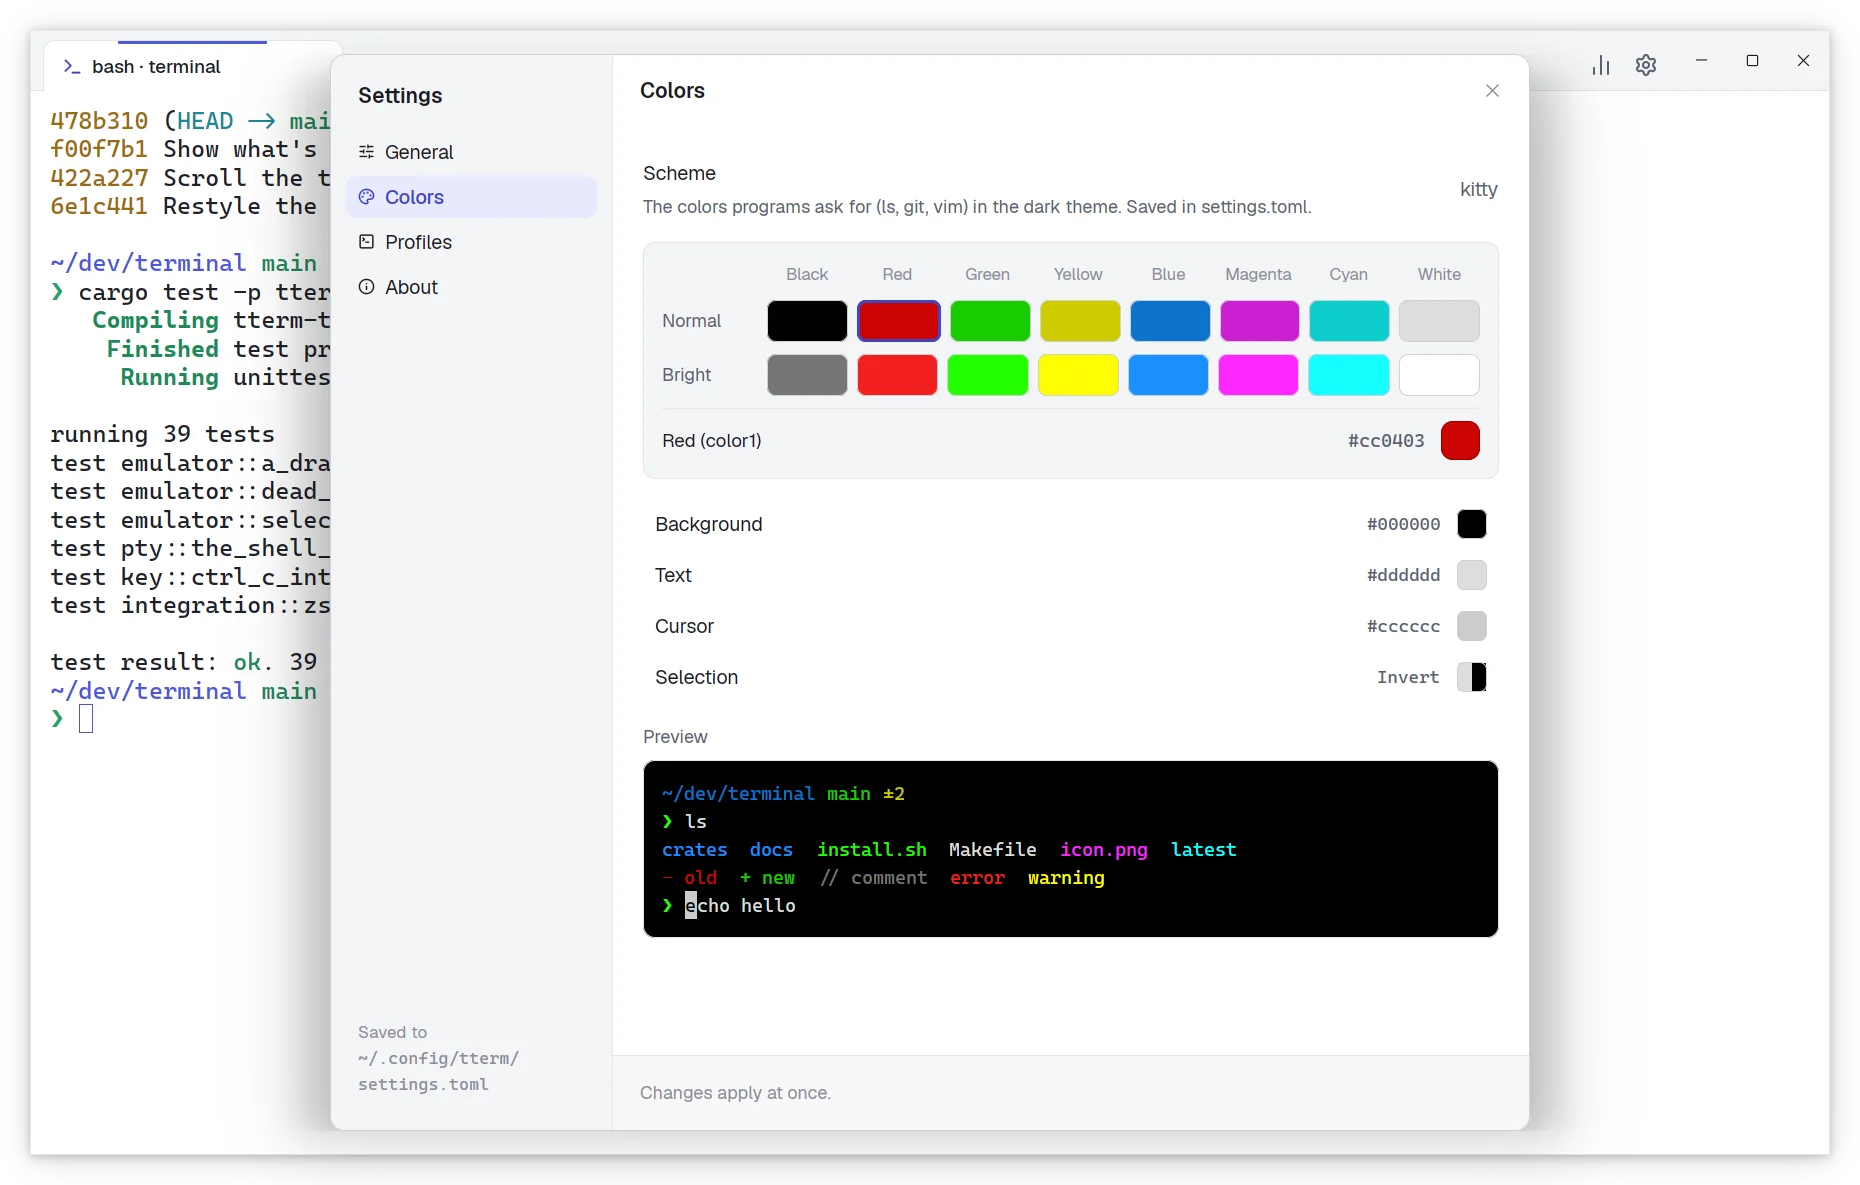 bash · terminal
478b310 (HEAD -> mai
f00f7b1 Show what's
422a227 Scroll the t
6e1c441 Restyle the
~/dev/terminal main
❯ cargo test -p tter
Compiling tterm-t
Finished test pr
Running unittes
running 39 tests
test emulator::a_dra
test emulator::dead_
test emulator::selec
test pty::the_shell_
test key::ctrl_c_int
test integration::zs
test result: ok. 39
~/dev/terminal main
❯
Settings
General
Colors
Profiles
About
Saved to
~/.config/tterm/
settings.toml
Colors
Scheme
The colors programs ask for (ls, git, vim) in the dark theme. Saved in settings.toml.
kitty
Black Red Green Yellow Blue Magenta Cyan White
Normal
Bright
Red (color1) #cc0403
Background #000000
Text #dddddd
Cursor #cccccc
Selection Invert
Preview
~/dev/terminal main ±2
❯ ls
crates docs install.sh Makefile icon.png latest
- old + new // comment error warning
❯ echo hello
Changes apply at once.